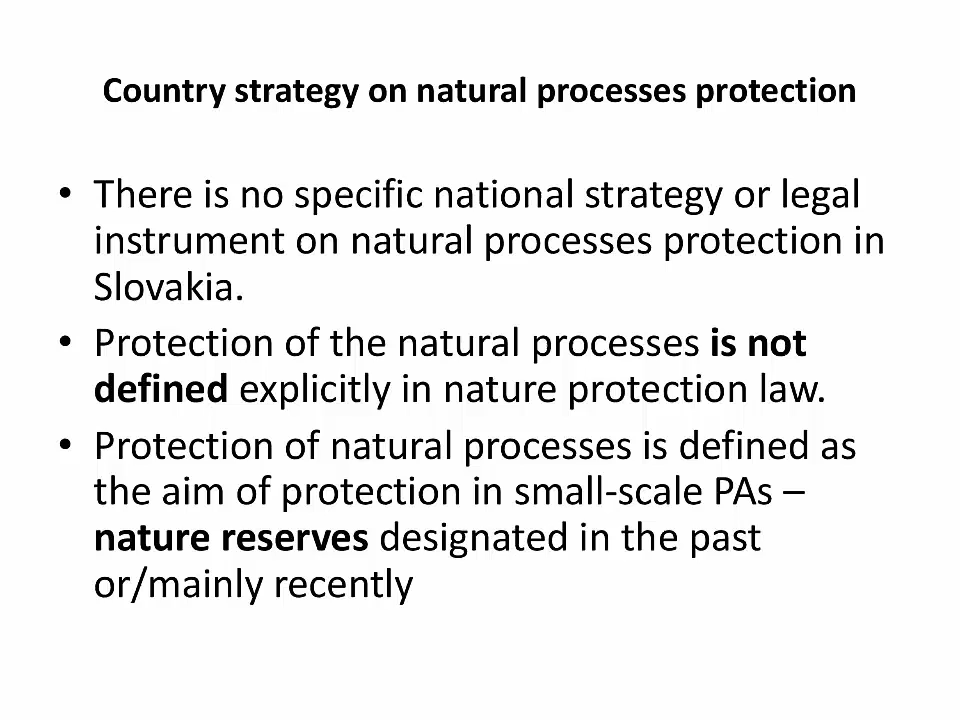 Country strategy on natural processes protection
• There is no specific national strategy or legal
instrument on natural processes protection in
Slovakia.
• Protection of the natural processes is not
defined explicitly in nature protection law.
• Protection of natural processes is defined as
the aim of protection in small-scale PAs –
nature reserves designated in the past
or/mainly recently